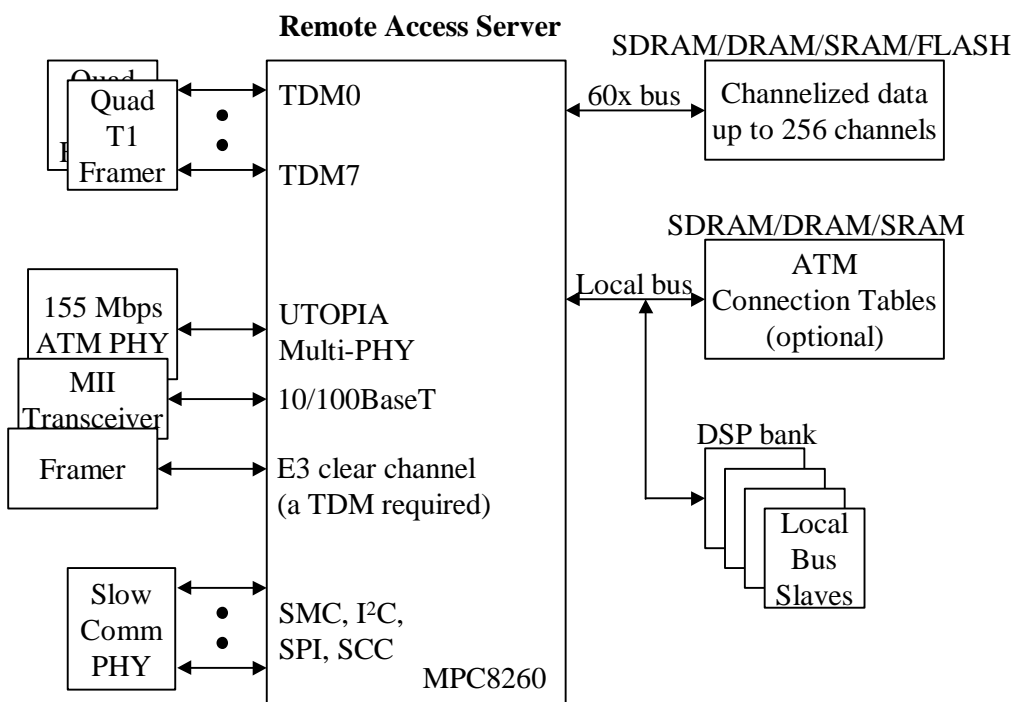 Remote Access Server
SDRAM/DRAM/SRAM/FLASH
Quad
Quad
T1
Framer
TDM0
TDM7
60x bus
Channelized data
up to 256 channels
SDRAM/DRAM/SRAM
Local bus
ATM
Connection Tables
(optional)
155 Mbps
ATM PHY
UTOPIA
Multi-PHY
MII
Transceiver
10/100BaseT
Framer
E3 clear channel
(a TDM required)
DSP bank
Local
Bus
Slaves
Slow
Comm
PHY
SMC, I²C,
SPI, SCC
MPC8260